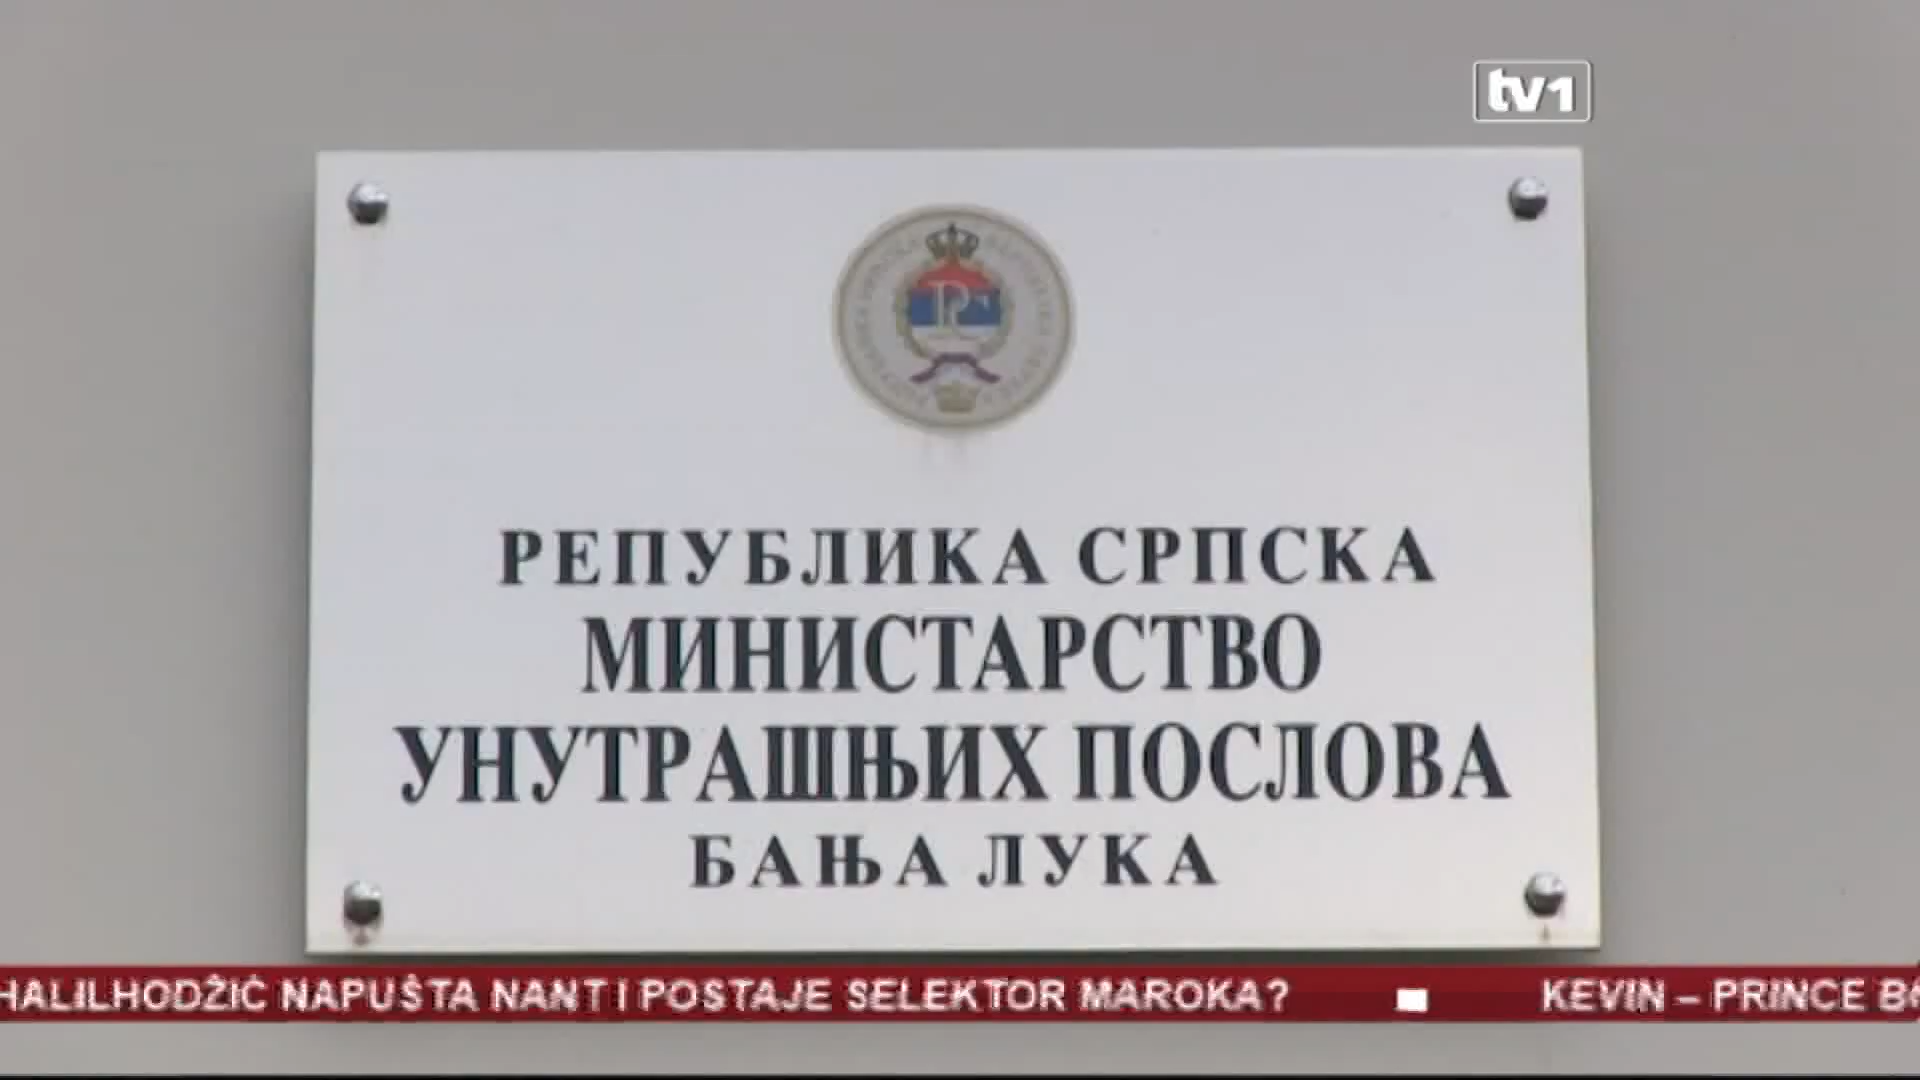 tv1
РЕПУБЛИКА СРПСКА
МИНИСТАРСТВО
УНУТРАШЊИХ ПОСЛОВА
БАЊА ЛУКА
HALILHODŽIĆ NAPUŠTA NANT I POSTAJE SELEKTOR MAROKA? KEVIN – PRINCE